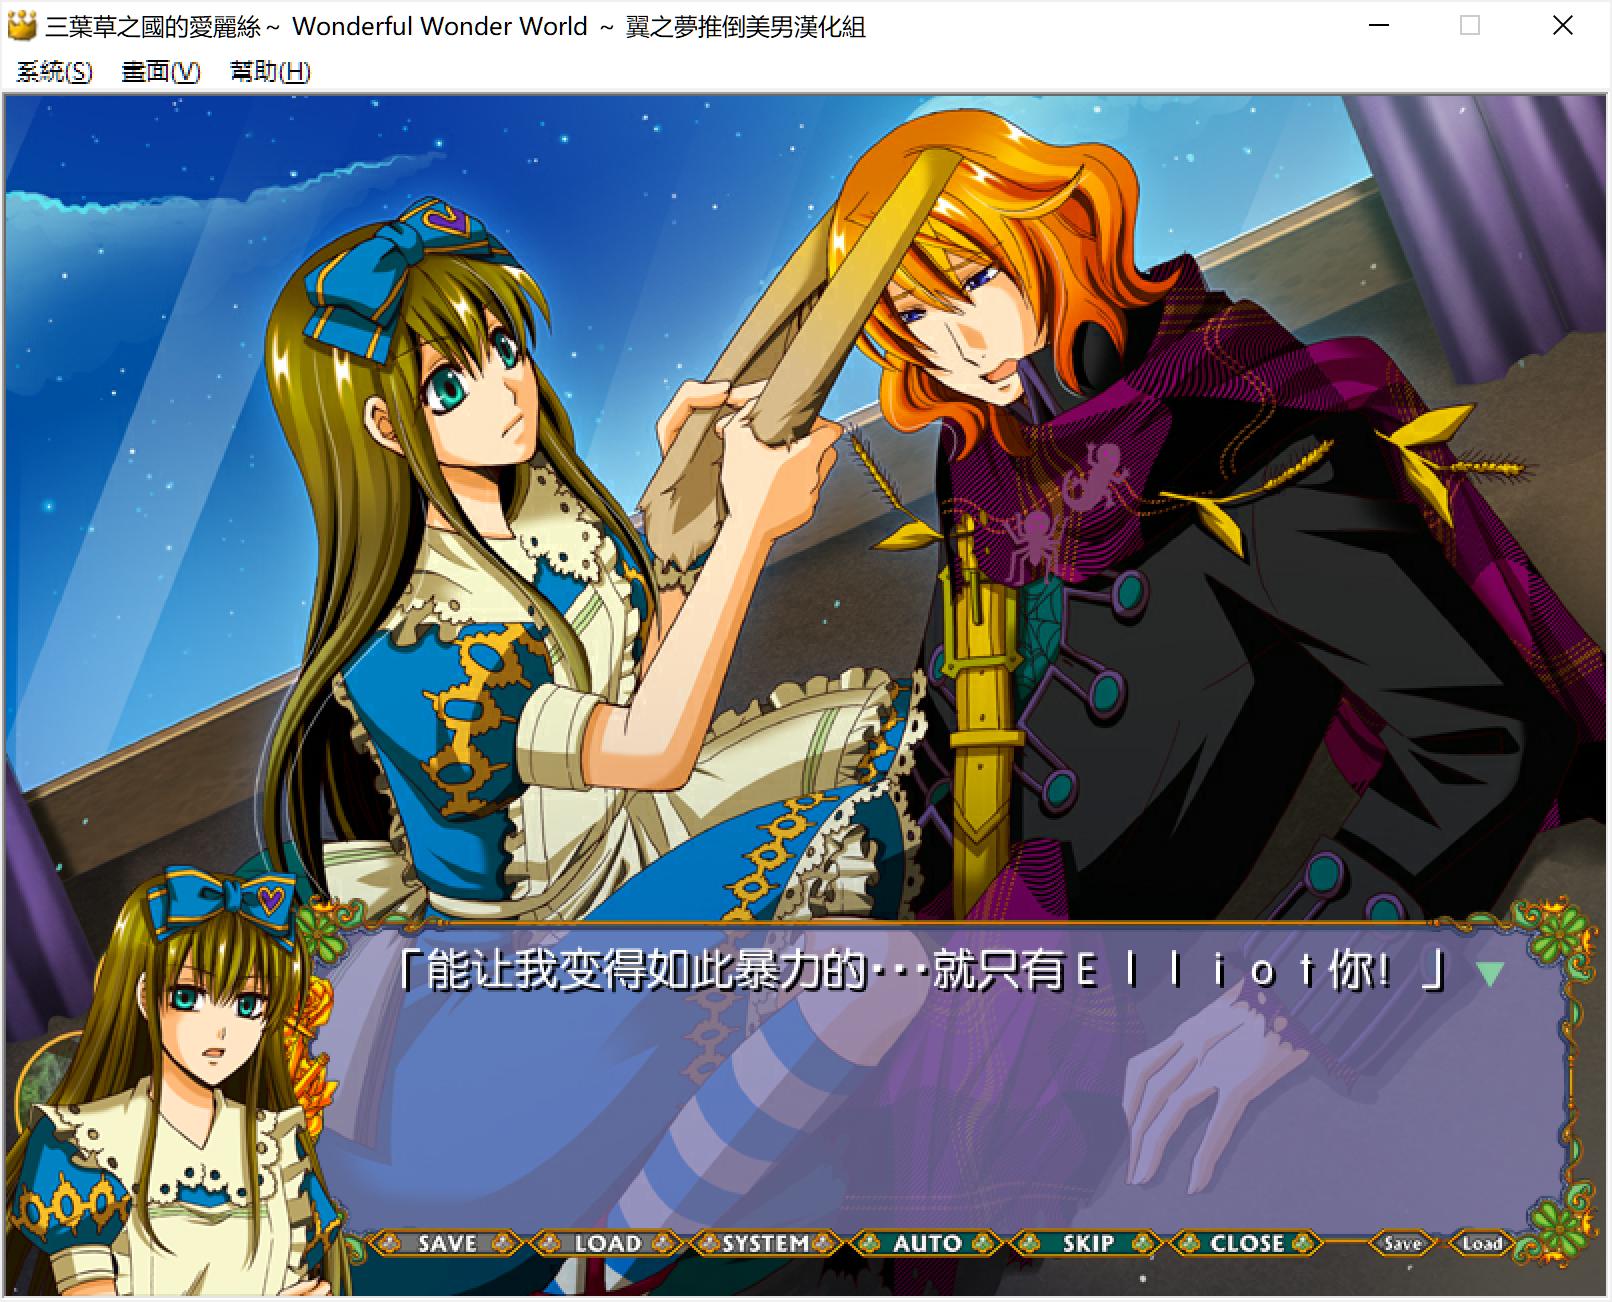 三葉草之國的愛麗絲～ Wonderful Wonder World ～ 翼之夢推倒美男漢化組
系統(S) 畫面(V) 幫助(H)
「能让我变得如此暴力的・・・就只有Ｅｌｌｉｏｔ你！」
SAVE LOAD SYSTEM AUTO SKIP CLOSE Save Load